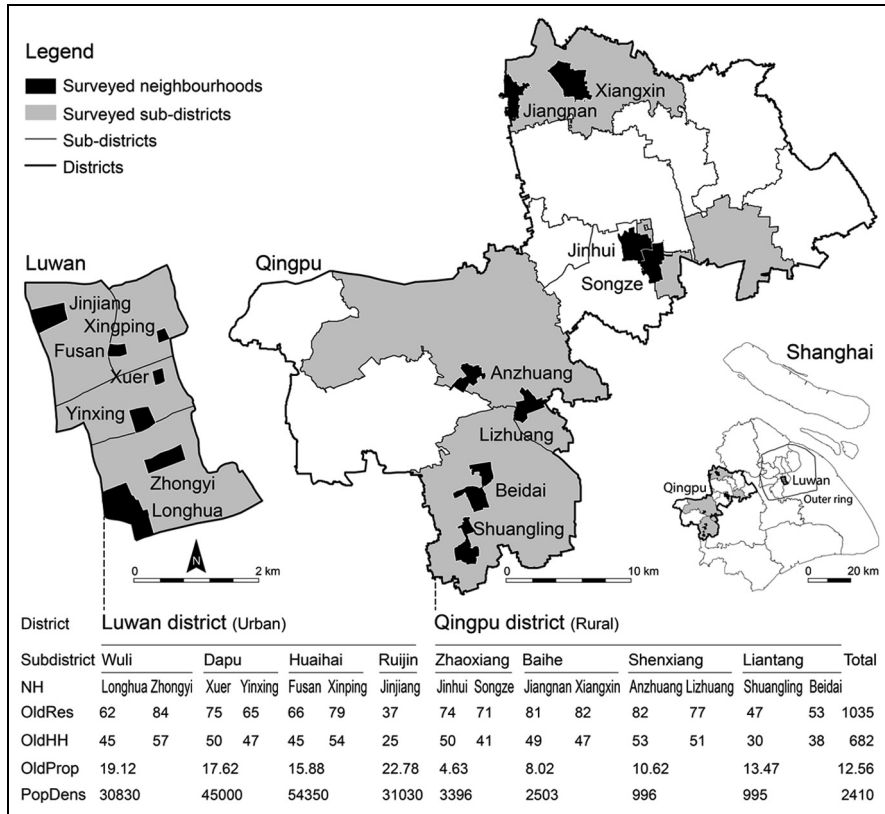 Legend
Surveyed neighbourhoods
Surveyed sub-districts
Sub-districts
Districts
Xiangxin
Jiangnan
Jinhui
Songze
Luwan
Qingpu
Jinjiang
Xingping
Fusan
Xuer
Yinxing
Zhongyi
Longhua
Anzhuang
Lizhuang
Beidai
Shuangling
Shanghai
Luwan
Qingpu
Outer ring
N
0 2 km
0 10 km
0 20 km
District Luwan district (Urban) Qingpu district (Rural)
Subdistrict Wuli Dapu Huaihai Ruijin Zhaoxiang Baihe Shenxiang Liantang Total
NH Longhua Zhongyi Xuer Yinxing Fusan Xinping Jinjiang Jinhui Songze Jiangnan Xiangxin Anzhuang Lizhuang Shuangling Beidai
OldRes 62 84 75 65 66 79 37 74 71 81 82 82 77 47 53 1035
OldHH 45 57 50 47 45 54 25 50 41 49 47 53 51 30 38 682
OldProp 19.12 17.62 15.88 22.78 4.63 8.02 10.62 13.47 12.56
PopDens 30830 45000 54350 31030 3396 2503 996 995 2410